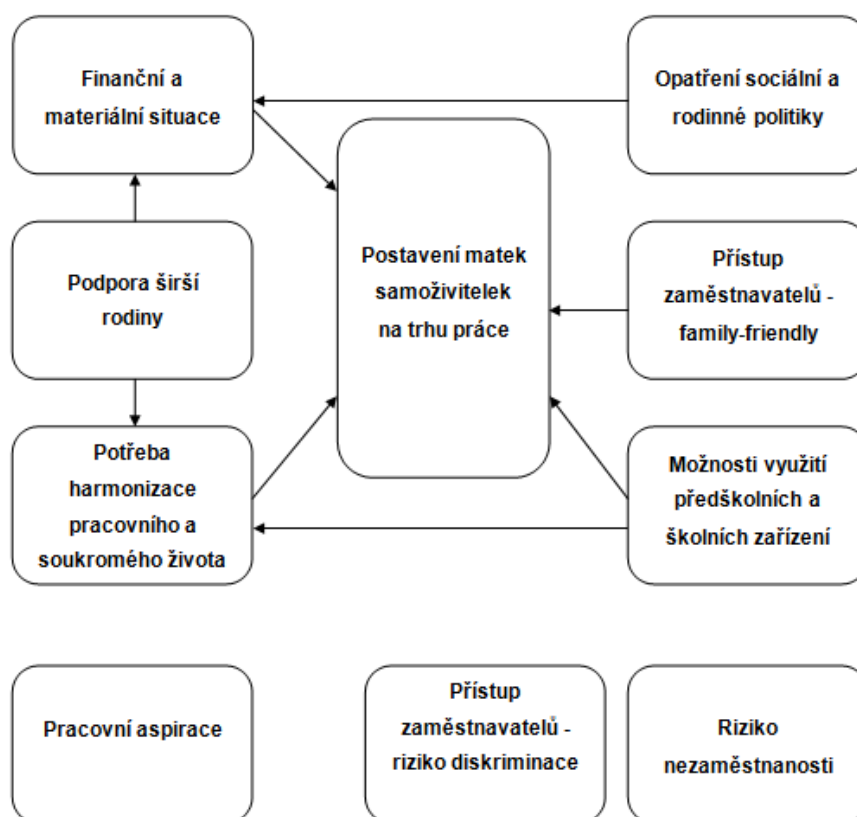 Finanční a
materiální situace
Opatření sociální a
rodinné politiky
Postavení matek
samoživitelek
na trhu práce
Podpora širší
rodiny
Přístup
zaměstnavatelů -
family-friendly
Potřeba
harmonizace
pracovního a
soukromého života
Možnosti využití
předškolních a
školních zařízení
Pracovní aspirace
Přístup
zaměstnavatelů -
riziko diskriminace
Riziko
nezaměstnanosti